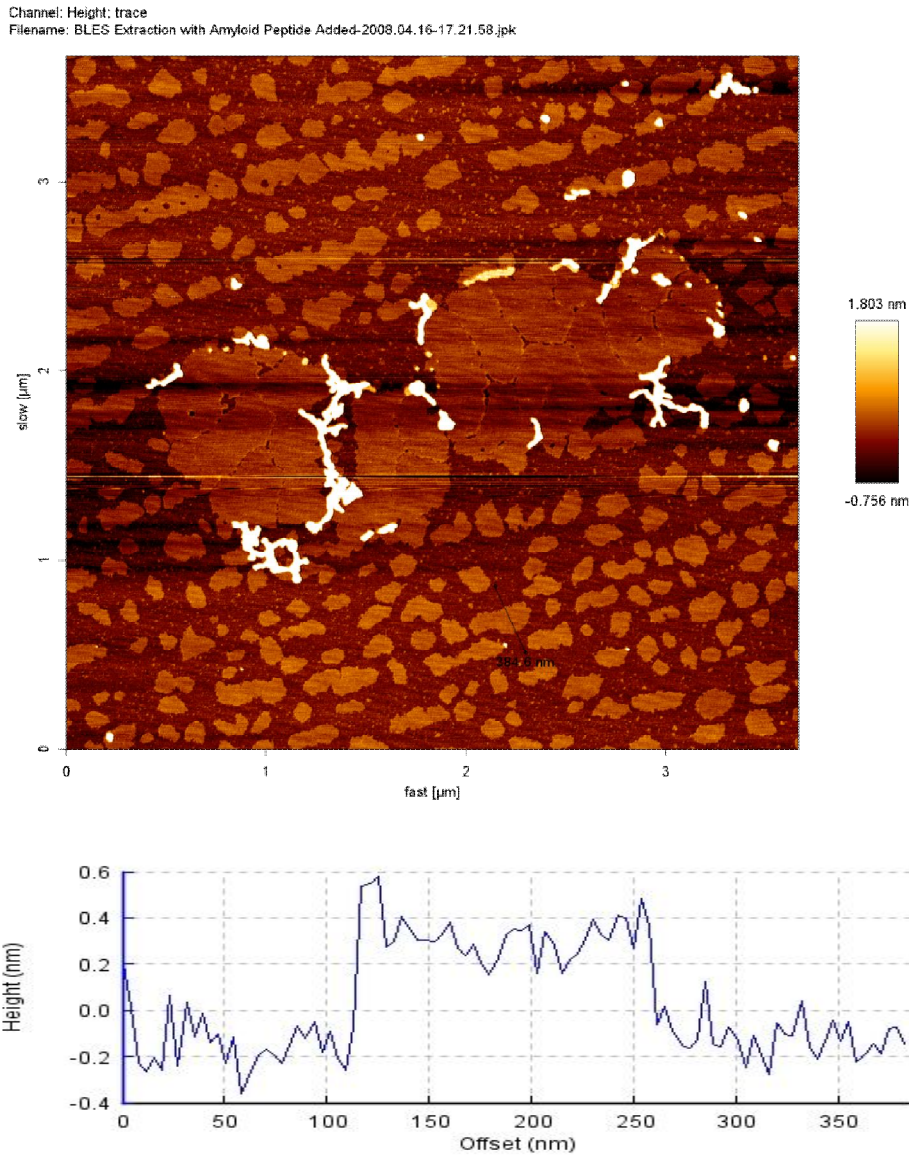 Channel: Height: trace
Filename: BLES Extraction with Amyloid Peptide Added-2008.04.16-17.21.58.jpk
3
2
1
0
slow [µm]
0 1 2 3
fast [µm]
1.803 nm
-0.756 nm
384.6 nm
0.6
0.4
0.2
0.0
-0.2
-0.4
Height (nm)
0 50 100 150 200 250 300 350
Offset (nm)